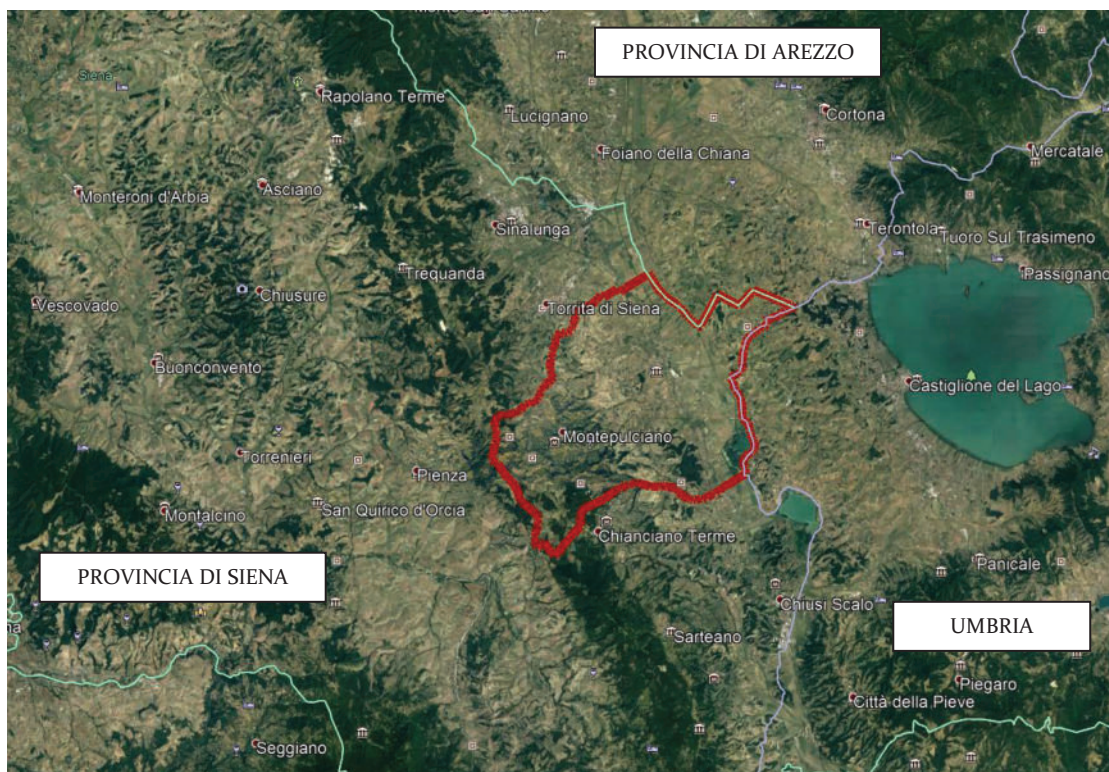 PROVINCIA DI AREZZO
Siena
Rapolano Terme
Lucignano
Cortona
Foiano della Chiana
Mercatale
Monteroni d'Arbia
Asciano
Sinalunga
Terontola
Tuoro Sul Trasimeno
Trequanda
Passignano
Vescovado
Chiusure
Torrita di Siena
Buonconvento
Castiglione del Lago
Montepulciano
Torrenieri
Pienza
Montalcino
San Quirico d'Orcia
Chianciano Terme
PROVINCIA DI SIENA
Panicale
Chiusi Scalo
UMBRIA
Sarteano
Piegaro
Città della Pieve
Seggiano